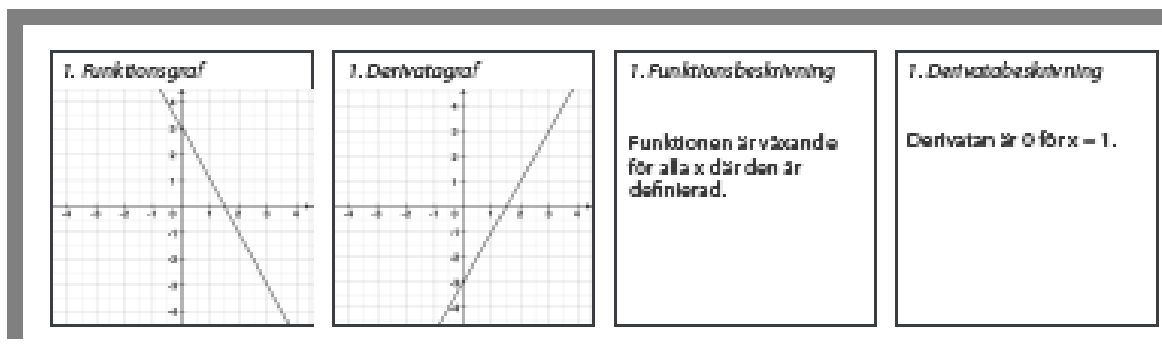 1. Funktionsgraf
1. Derivatagraf
1. Funktionsbeskrivning
Funktionen är växande
för alla x där den är
definierad.
1. Derivatabeskrivning
Derivatan är 0 för x = 1.